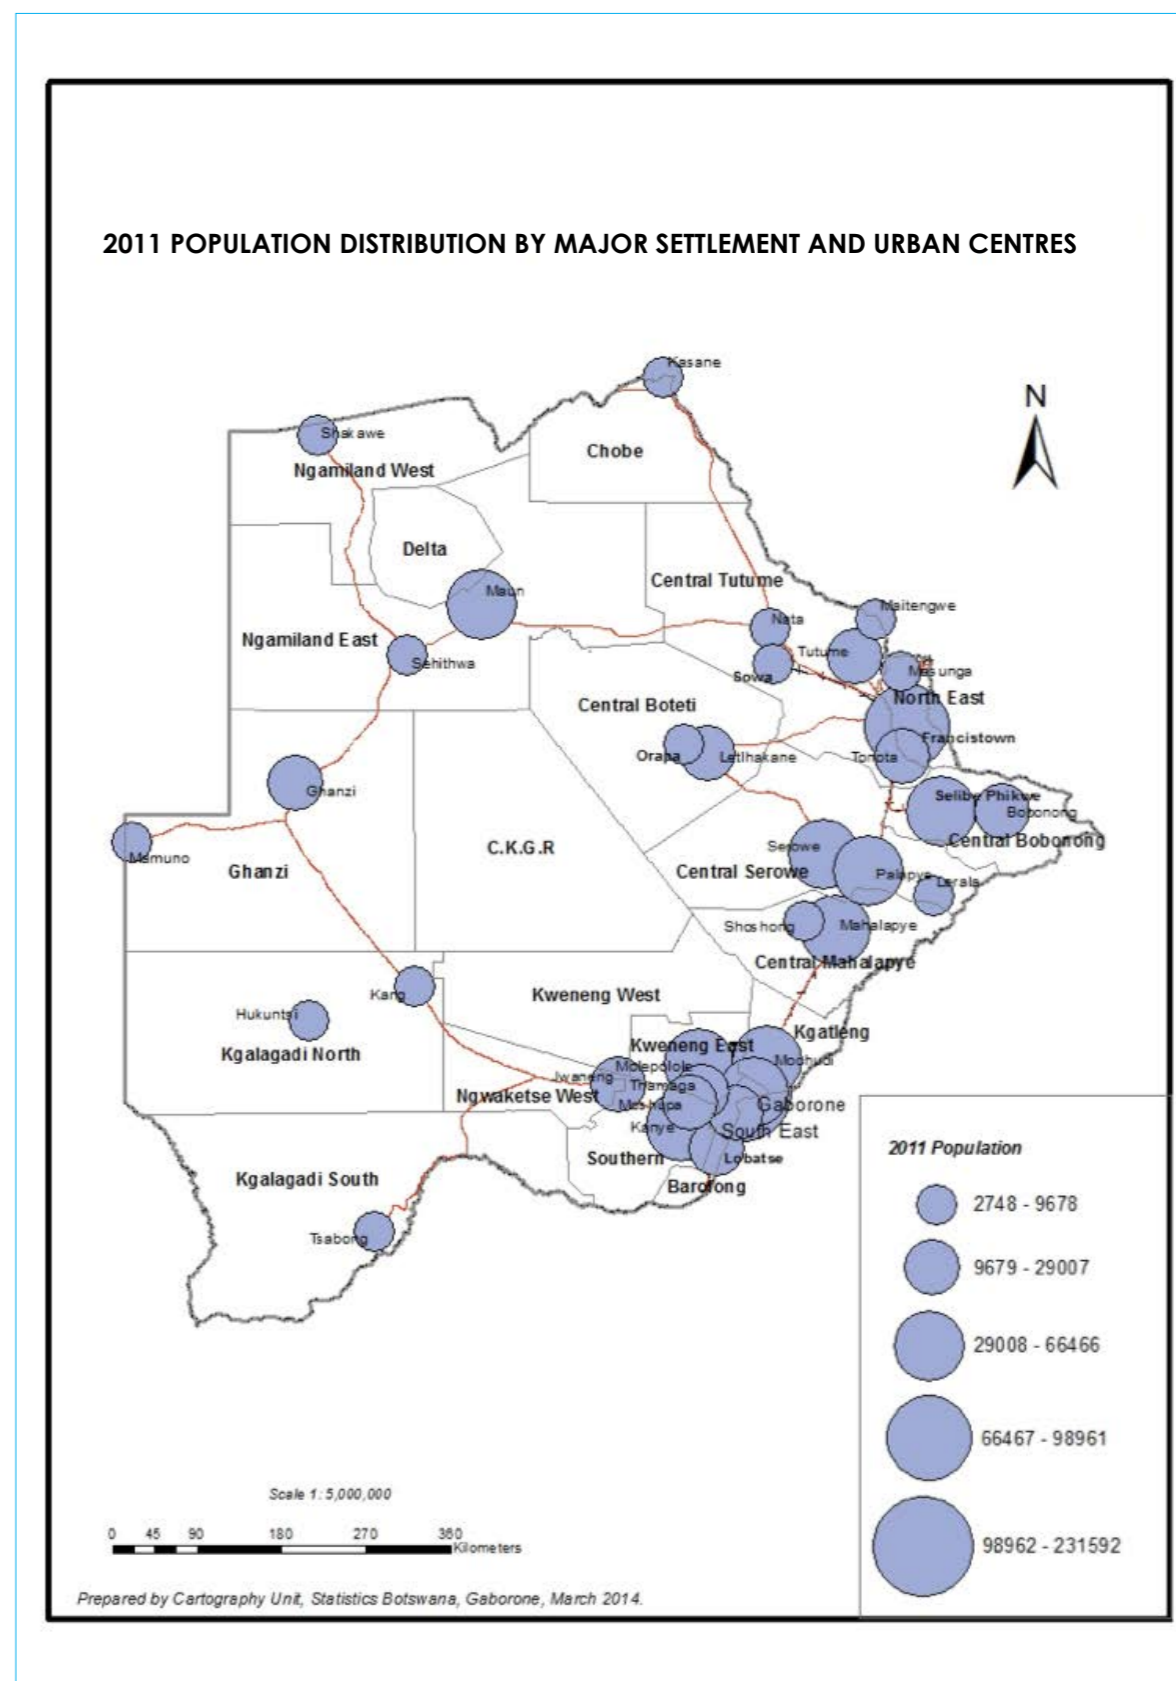 2011 POPULATION DISTRIBUTION BY MAJOR SETTLEMENT AND URBAN CENTRES
Kasane
N
Shakawe
Chobe
Ngamiland West
Delta
Central Tutume
Maun
Maitengwe
Nata
Ngamiland East
Tutume
Sehithwa
Masunga
Sowa
North East
Central Boteti
Francistown
Orapa
Letlhakane
Tonota
Ghanzi
Selibe Phikwe
Bobonong
Central Bobonong
Serowe
C.K.G.R
Mamuno
Ghanzi
Central Serowe
Palapye
Lerala
Shoshong
Mahalapye
Central Mahalapye
Kang
Kweneng West
Hukuntsi
Kgatleng
Kgalagadi North
Kweneng East
Mochudi
Molepolole
Jwaneng
Thamaga
Ngwaketse West
Moshupa
Gaborone
Kanye
South East
Southern
Lobatse
Barolong
Kgalagadi South
Tsabong
2011 Population
2748 - 9678
9679 - 29007
29008 - 66466
66467 - 98961
98962 - 231592
Scale 1: 5,000,000
0 45 90 180 270 360
Kilometers
Prepared by Cartography Unit, Statistics Botswana, Gaborone, March 2014.